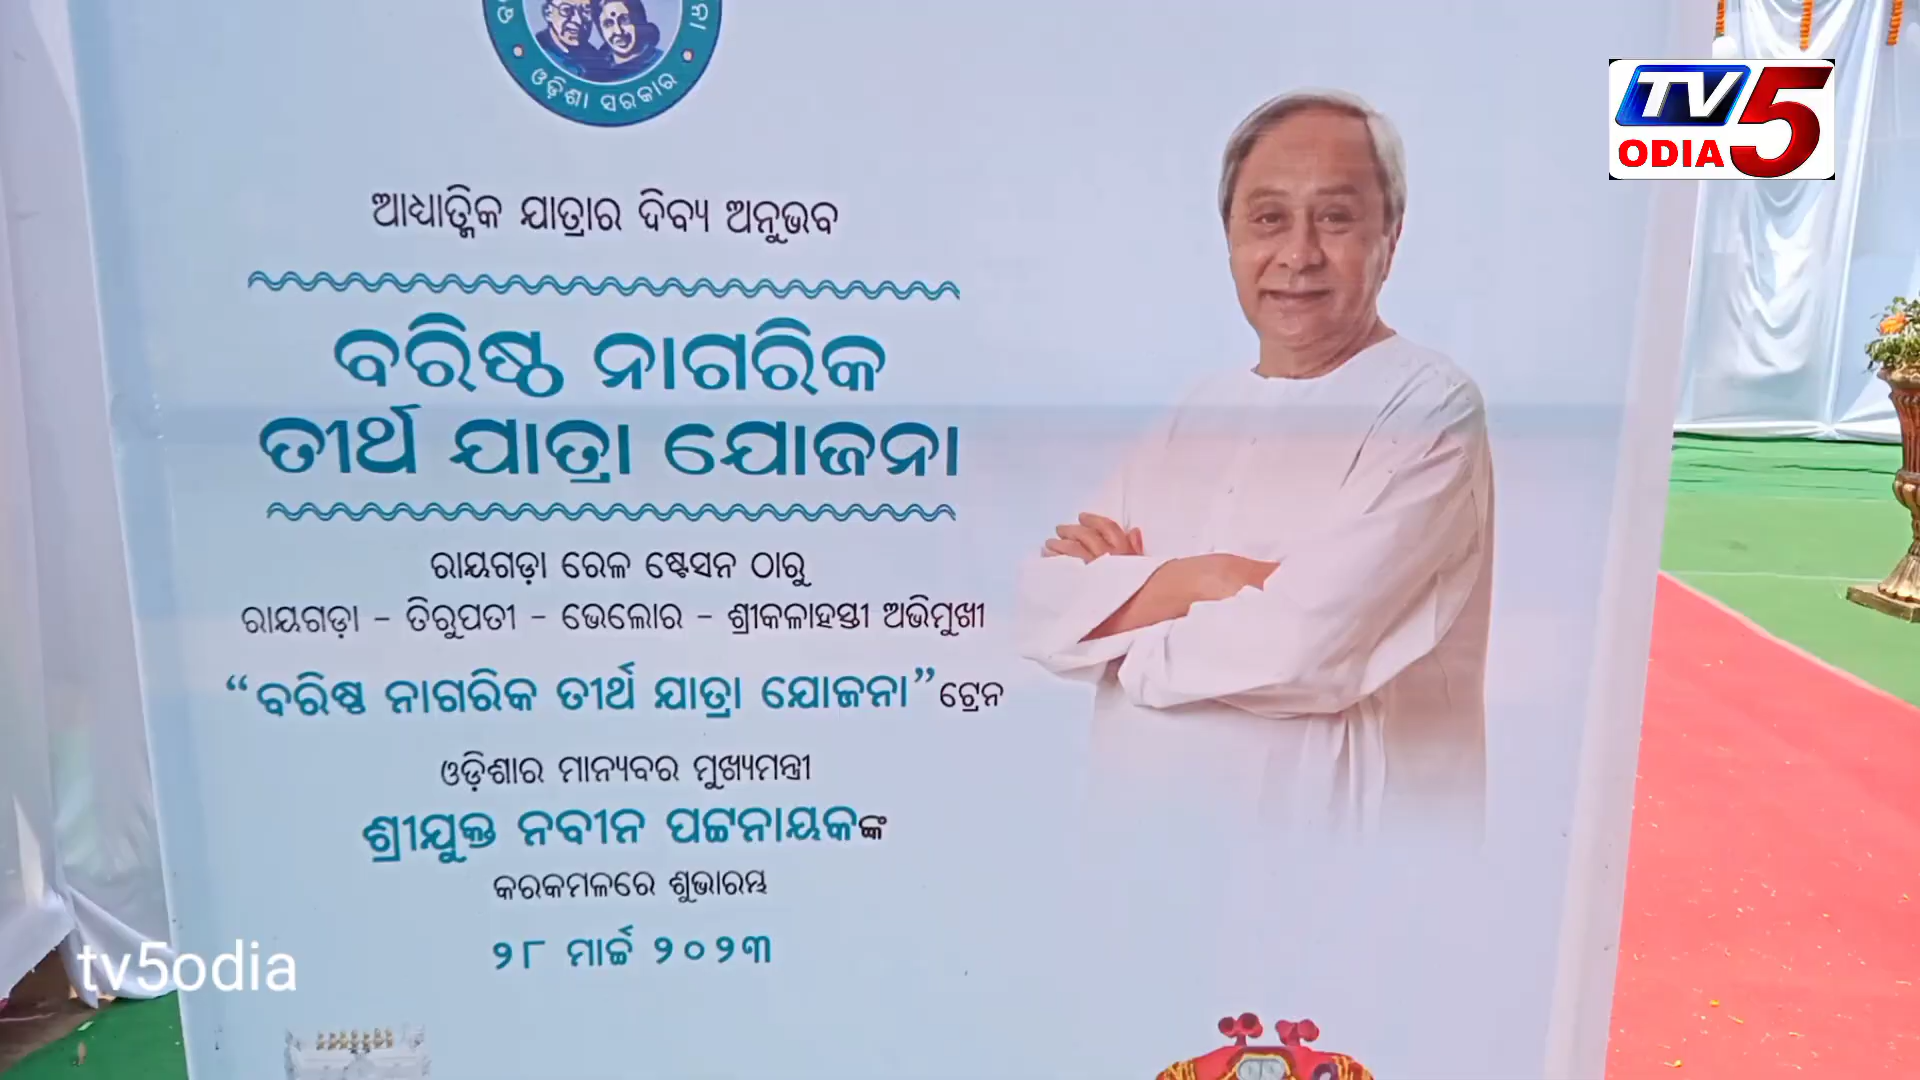 ଓଡ଼ିଶା ସରକାର
TV5
ODIA
ଆଧ୍ୟାତ୍ମିକ ଯାତ୍ରାର ଦିବ୍ୟ ଅନୁଭବ
ବରିଷ୍ଠ ନାଗରିକ
ତୀର୍ଥ ଯାତ୍ରା ଯୋଜନା
ରାୟଗଡ଼ା ରେଳ ଷ୍ଟେସନ ଠାରୁ
ରାୟଗଡ଼ା – ତିରୁପତୀ – ଭେଲୋର – ଶ୍ରୀକଳାହସ୍ତୀ ଅଭିମୁଖୀ
“ବରିଷ୍ଠ ନାଗରିକ ତୀର୍ଥ ଯାତ୍ରା ଯୋଜନା” ଟ୍ରେନ
ଓଡ଼ିଶାର ମାନ୍ୟବର ମୁଖ୍ୟମନ୍ତ୍ରୀ
ଶ୍ରୀଯୁକ୍ତ ନବୀନ ପଟ୍ଟନାୟକଙ୍କ
କରକମଳରେ ଶୁଭାରମ୍ଭ
୨୮ ମାର୍ଚ୍ଚ ୨୦୨୩
tv5odia